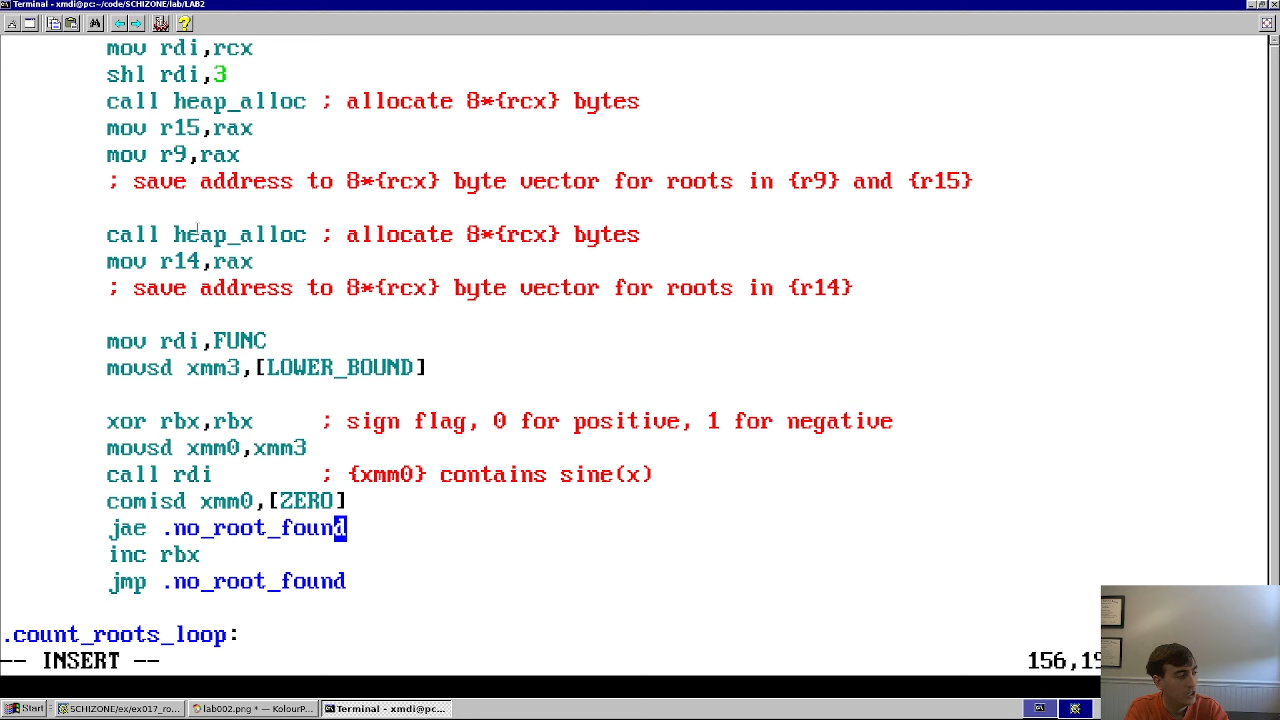 Terminal - xmdi@pc:~/code/SCHIZONE/lab/LAB2
mov rdi,rcx
shl rdi,3
call heap_alloc ; allocate 8*{rcx} bytes
mov r15,rax
mov r9,rax
; save address to 8*{rcx} byte vector for roots in {r9} and {r15}
call heap_alloc ; allocate 8*{rcx} bytes
mov r14,rax
; save address to 8*{rcx} byte vector for roots in {r14}
mov rdi,FUNC
movsd xmm3,[LOWER_BOUND]
xor rbx,rbx ; sign flag, 0 for positive, 1 for negative
movsd xmm0,xmm3
call rdi ; {xmm0} contains sine(x)
comisd xmm0,[ZERO]
jae .no_root_found
inc rbx
jmp .no_root_found
.count_roots_loop:
-- INSERT -- 156,19
Start SCHIZONE/ex/ex017_ro... lab002.png * — KolourP... Terminal - xmdi@pc:...